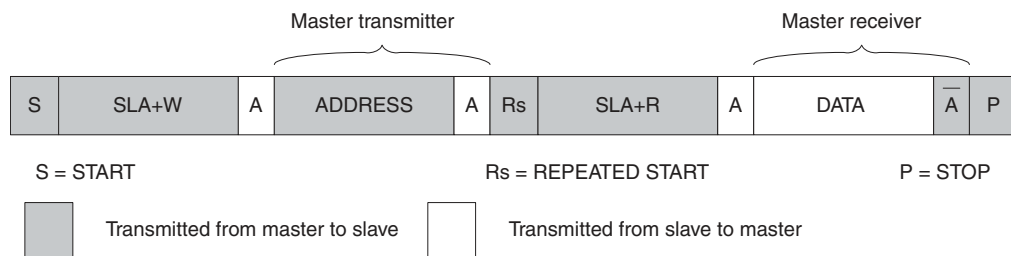 Master transmitter Master receiver
S SLA+W A ADDRESS A Rs SLA+R A DATA A̅ P
S = START Rs = REPEATED START P = STOP
Transmitted from master to slave Transmitted from slave to master